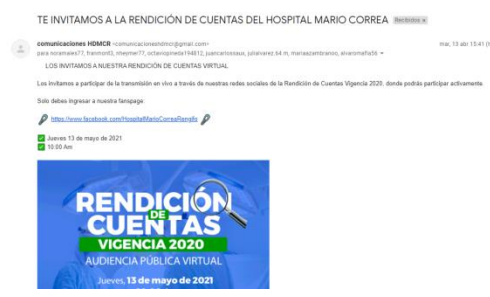 TE INVITAMOS A LA RENDICIÓN DE CUENTAS DEL HOSPITAL MARIO CORREA Recibidos x
comunicaciones HDMCR <comunicacioneshdmcr@gmail.com> mar, 13 abr 15:41
LOS INVITAMOS A NUESTRA RENDICIÓN DE CUENTAS VIRTUAL
Los invitamos a participar de la transmisión en vivo a través de nuestras redes sociales de la Rendición de Cuentas Vigencia 2020, donde podrás participar activamente
Solo debes ingresar a nuestra fanspage:
https://www.facebook.com/HospitalMarioCorreaRengifo
Jueves 13 de mayo de 2021
10:00 Am
RENDICIÓN
DE
CUENTAS
VIGENCIA 2020
AUDIENCIA PÚBLICA VIRTUAL
Jueves, 13 de mayo de 2021